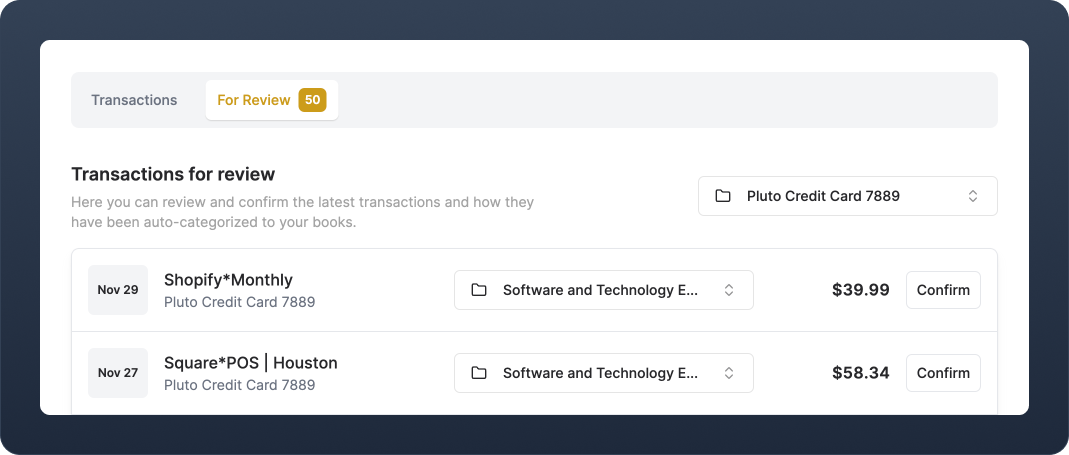 Transactions
For Review 50
Transactions for review
Here you can review and confirm the latest transactions and how they
have been auto-categorized to your books.
Pluto Credit Card 7889
Nov 29
Shopify*Monthly
Pluto Credit Card 7889
Software and Technology E...
$39.99
Confirm
Nov 27
Square*POS | Houston
Pluto Credit Card 7889
Software and Technology E...
$58.34
Confirm